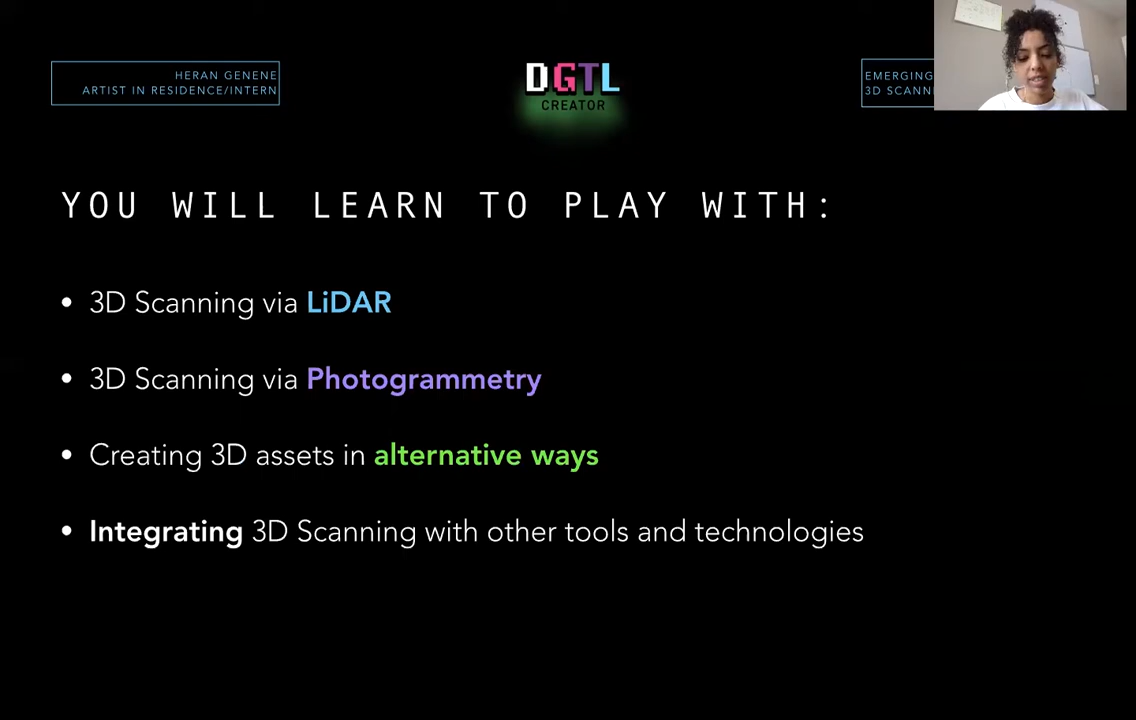 HERAN GENENE
ARTIST IN RESIDENCE/INTERN
DGTL
CREATOR
EMERGING
3D
YOU WILL LEARN TO PLAY WITH:
• 3D Scanning via LiDAR
• 3D Scanning via Photogrammetry
• Creating 3D assets in alternative ways
• Integrating 3D Scanning with other tools and technologies